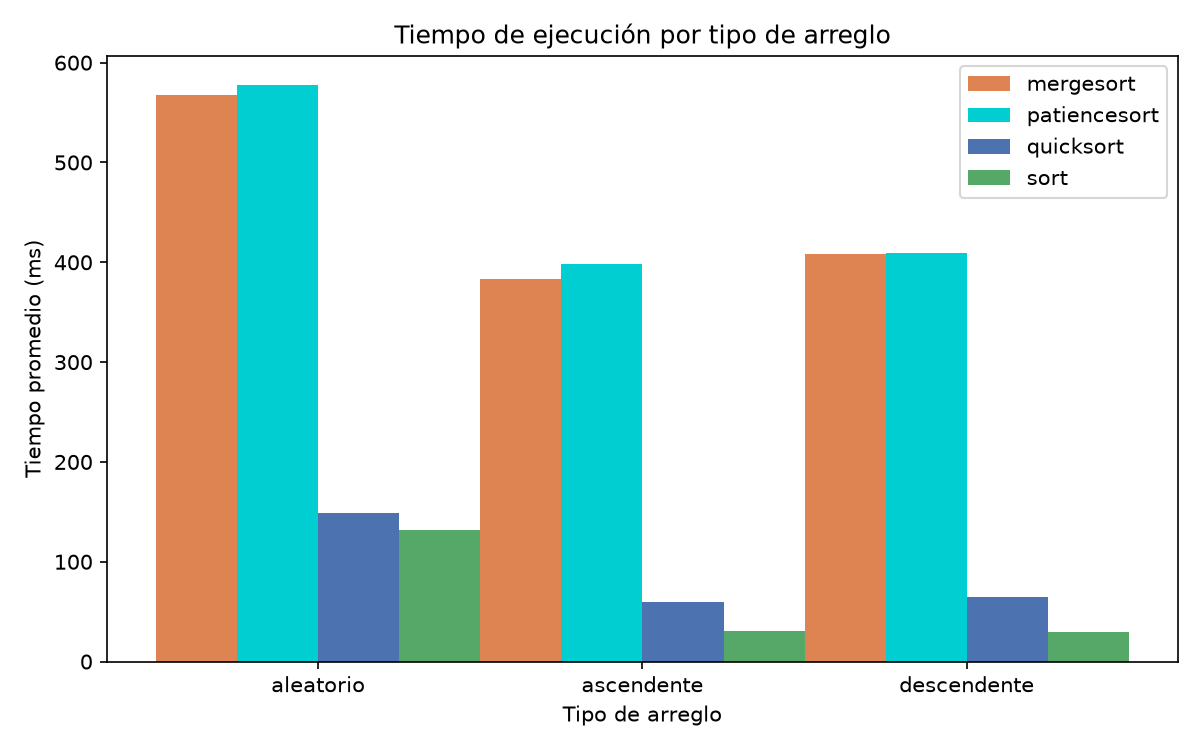 Tiempo de ejecución por tipo de arreglo
mergesort
patiencesort
quicksort
sort
Tiempo promedio (ms)
600
500
400
300
200
100
0
aleatorio
ascendente
descendente
Tipo de arreglo